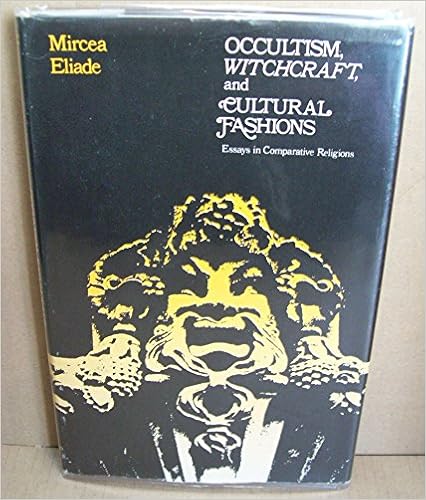 Mircea
Eliade
OCCULTISM,
WITCHCRAFT,
and
CULTURAL
FASHIONS
Essays in Comparative Religions